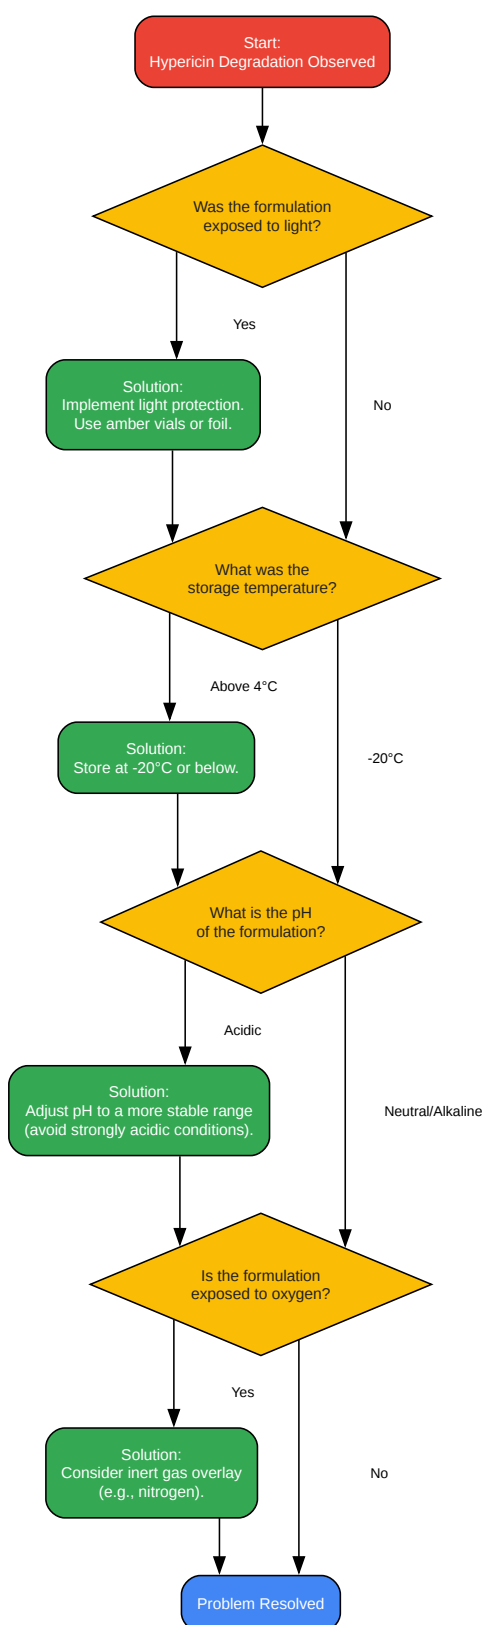 Start:
Hypericin Degradation Observed
Was the formulation
exposed to light?
Yes
Solution:
Implement light protection.
Use amber vials or foil.
No
What was the
storage temperature?
Above 4°C
Solution:
Store at -20°C or below.
-20°C
What is the pH
of the formulation?
Acidic
Solution:
Adjust pH to a more stable range
(avoid strongly acidic conditions).
Neutral/Alkaline
Is the formulation
exposed to oxygen?
Yes
Solution:
Consider inert gas overlay
(e.g., nitrogen).
No
Problem Resolved